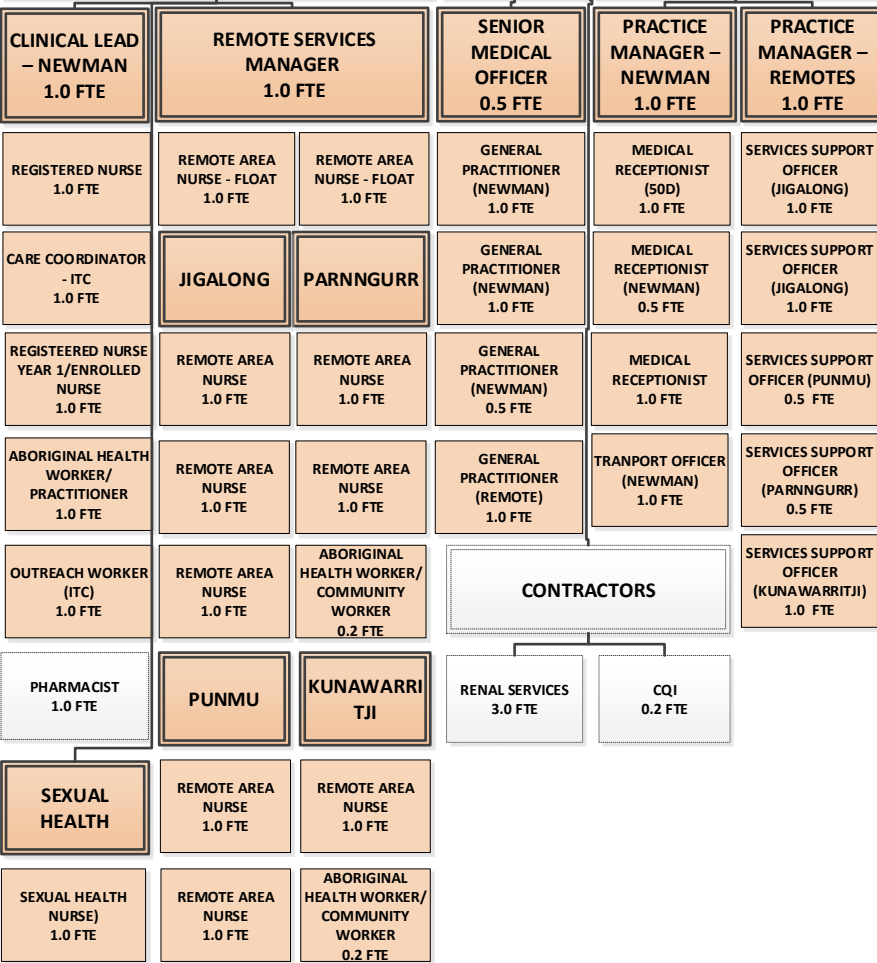 CLINICAL LEAD
– NEWMAN
1.0 FTE
REMOTE SERVICES
MANAGER
1.0 FTE
SENIOR
MEDICAL
OFFICER
0.5 FTE
PRACTICE
MANAGER –
NEWMAN
1.0 FTE
PRACTICE
MANAGER –
REMOTES
1.0 FTE
REGISTERED NURSE
1.0 FTE
REMOTE AREA
NURSE - FLOAT
1.0 FTE
REMOTE AREA
NURSE - FLOAT
1.0 FTE
GENERAL
PRACTITIONER
(NEWMAN)
1.0 FTE
MEDICAL
RECEPTIONIST
(50D)
1.0 FTE
SERVICES SUPPORT
OFFICER
(JIGALONG)
1.0 FTE
CARE COORDINATOR
- ITC
1.0 FTE
JIGALONG
PARNNGURR
GENERAL
PRACTITIONER
(NEWMAN)
1.0 FTE
MEDICAL
RECEPTIONIST
(NEWMAN)
0.5 FTE
SERVICES SUPPORT
OFFICER
(JIGALONG)
1.0 FTE
REGISTEERED NURSE
YEAR 1/ENROLLED
NURSE
1.0 FTE
REMOTE AREA
NURSE
1.0 FTE
REMOTE AREA
NURSE
1.0 FTE
GENERAL
PRACTITIONER
(NEWMAN)
0.5 FTE
MEDICAL
RECEPTIONIST
1.0 FTE
SERVICES SUPPORT
OFFICER (PUNMU)
0.5 FTE
ABORIGINAL HEALTH
WORKER/
PRACTITIONER
1.0 FTE
REMOTE AREA
NURSE
1.0 FTE
REMOTE AREA
NURSE
1.0 FTE
GENERAL
PRACTITIONER
(REMOTE)
1.0 FTE
TRANPORT OFFICER
(NEWMAN)
1.0 FTE
SERVICES SUPPORT
OFFICER
(PARNNGURR)
0.5 FTE
OUTREACH WORKER
(ITC)
1.0 FTE
REMOTE AREA
NURSE
1.0 FTE
ABORIGINAL
HEALTH WORKER/
COMMUNITY
WORKER
0.2 FTE
CONTRACTORS
SERVICES SUPPORT
OFFICER
(KUNAWARRITJI)
1.0 FTE
PHARMACIST
1.0 FTE
PUNMU
KUNAWARRI
TJI
RENAL SERVICES
3.0 FTE
CQI
0.2 FTE
SEXUAL
HEALTH
REMOTE AREA
NURSE
1.0 FTE
REMOTE AREA
NURSE
1.0 FTE
SEXUAL HEALTH
NURSE)
1.0 FTE
REMOTE AREA
NURSE
1.0 FTE
ABORIGINAL
HEALTH WORKER/
COMMUNITY
WORKER
0.2 FTE